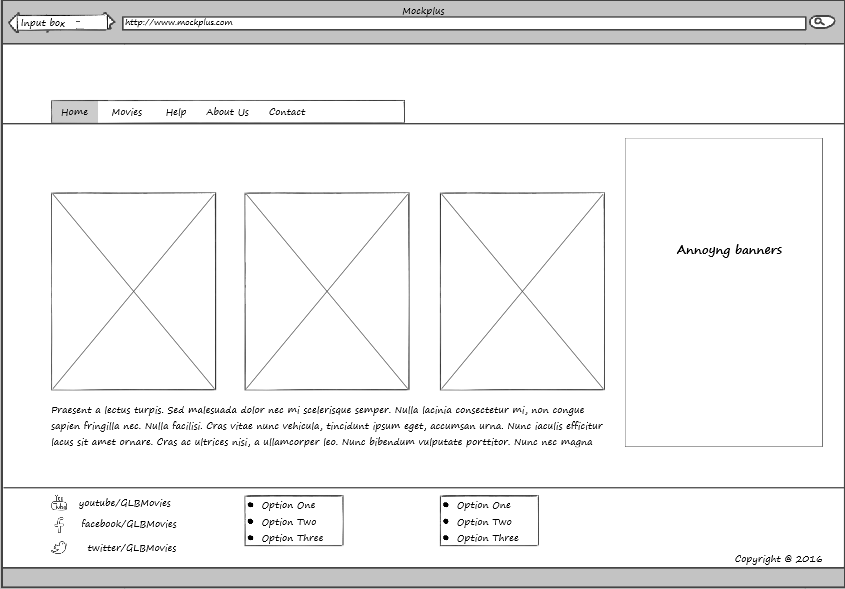 Mockplus
Input box
http://www.mockplus.com
Home Movies Help About Us Contact
Annoyng banners
Praesent a lectus turpis. Sed malesuada dolor nec mi scelerisque semper. Nulla lacinia consectetur mi, non congue
sapien fringilla nec. Nulla facilisi. Cras vitae nunc vehicula, tincidunt ipsum eget, accumsan urna. Nunc iaculis efficitur
lacus sit amet ornare. Cras ac ultrices nisi, a ullamcorper leo. Nunc bibendum vulputate porttitor. Nunc nec magna
You Tube
youtube/GLBMovies
facebook/GLBMovies
twitter/GLBMovies
Option One
Option Two
Option Three
Option One
Option Two
Option Three
Copyright @ 2016